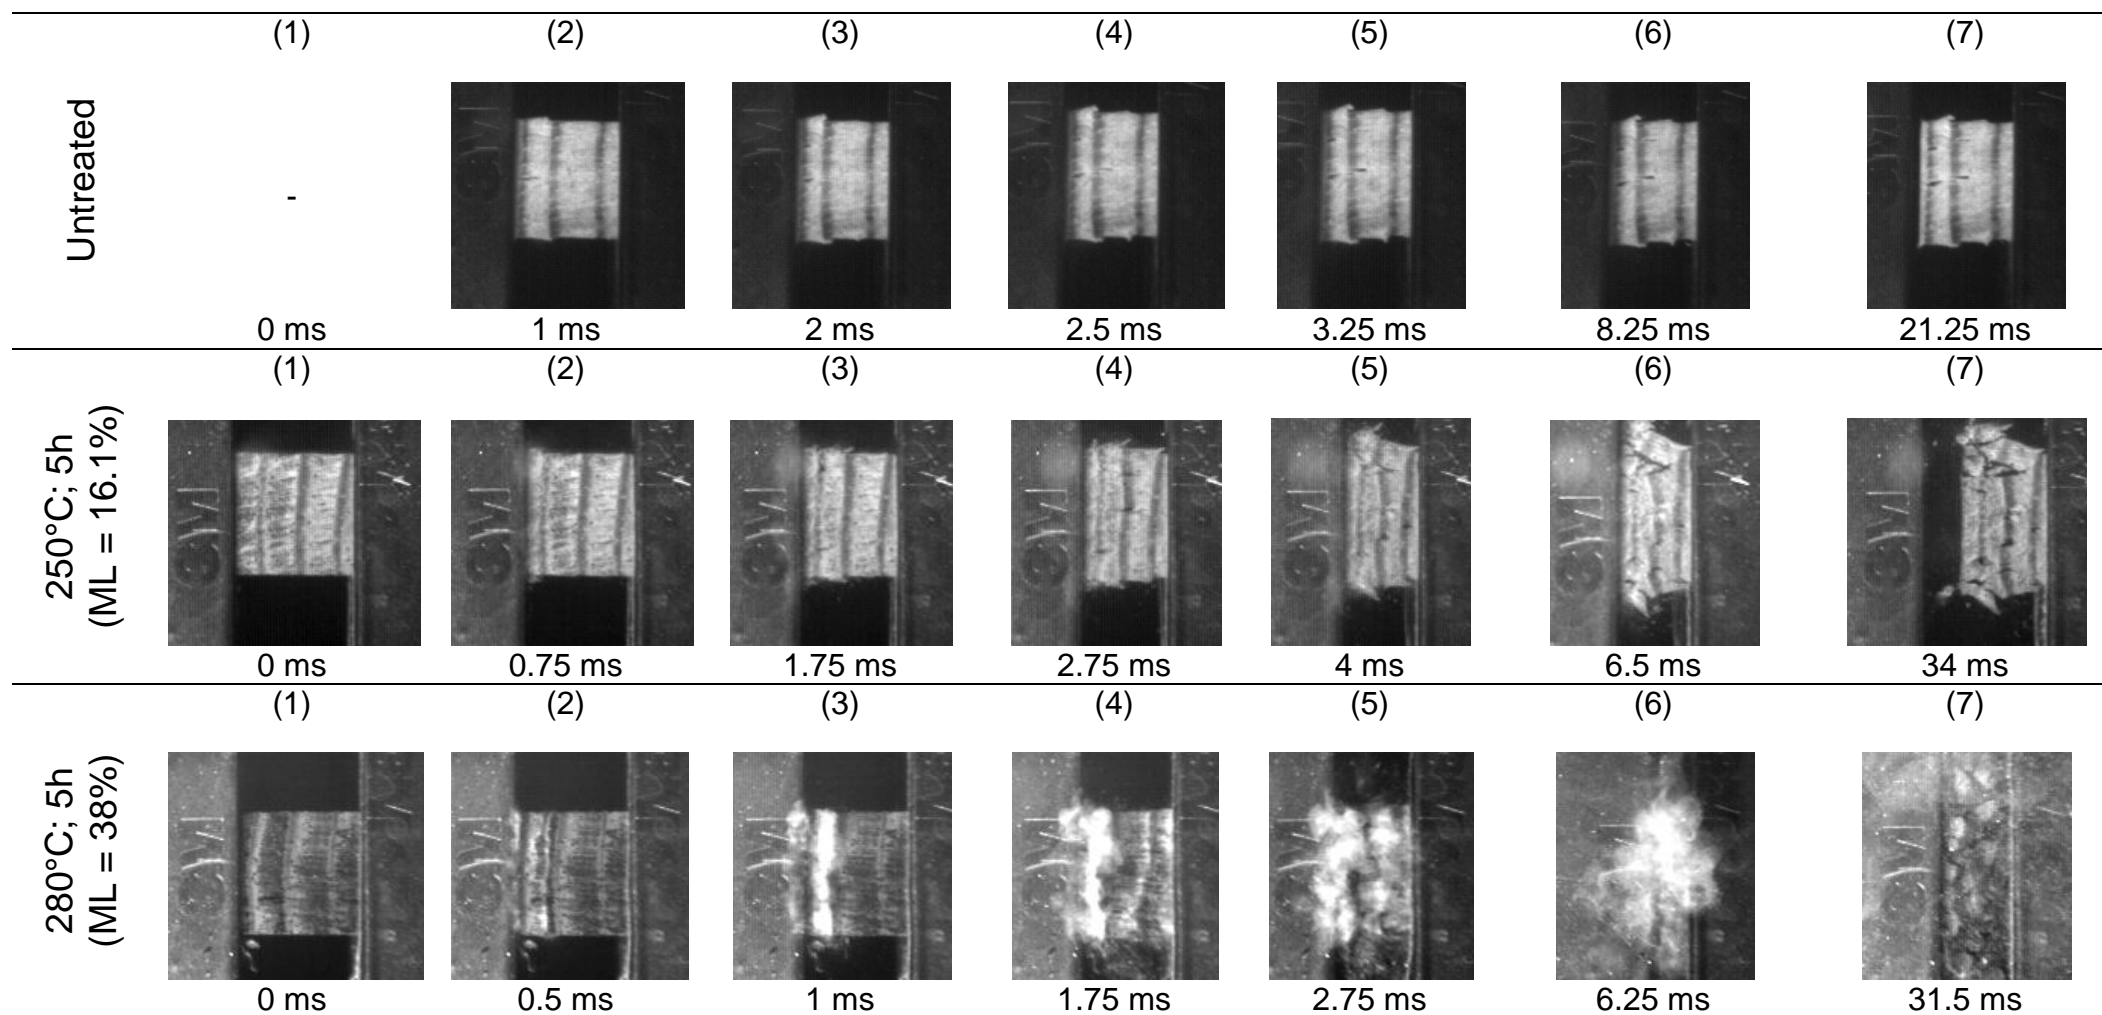 (1) (2) (3) (4) (5) (6) (7)
Untreated
-
0 ms 1 ms 2 ms 2.5 ms 3.25 ms 8.25 ms 21.25 ms
(1) (2) (3) (4) (5) (6) (7)
250°C; 5h
(ML = 16.1%)
0 ms 0.75 ms 1.75 ms 2.75 ms 4 ms 6.5 ms 34 ms
(1) (2) (3) (4) (5) (6) (7)
280°C; 5h
(ML = 38%)
0 ms 0.5 ms 1 ms 1.75 ms 2.75 ms 6.25 ms 31.5 ms